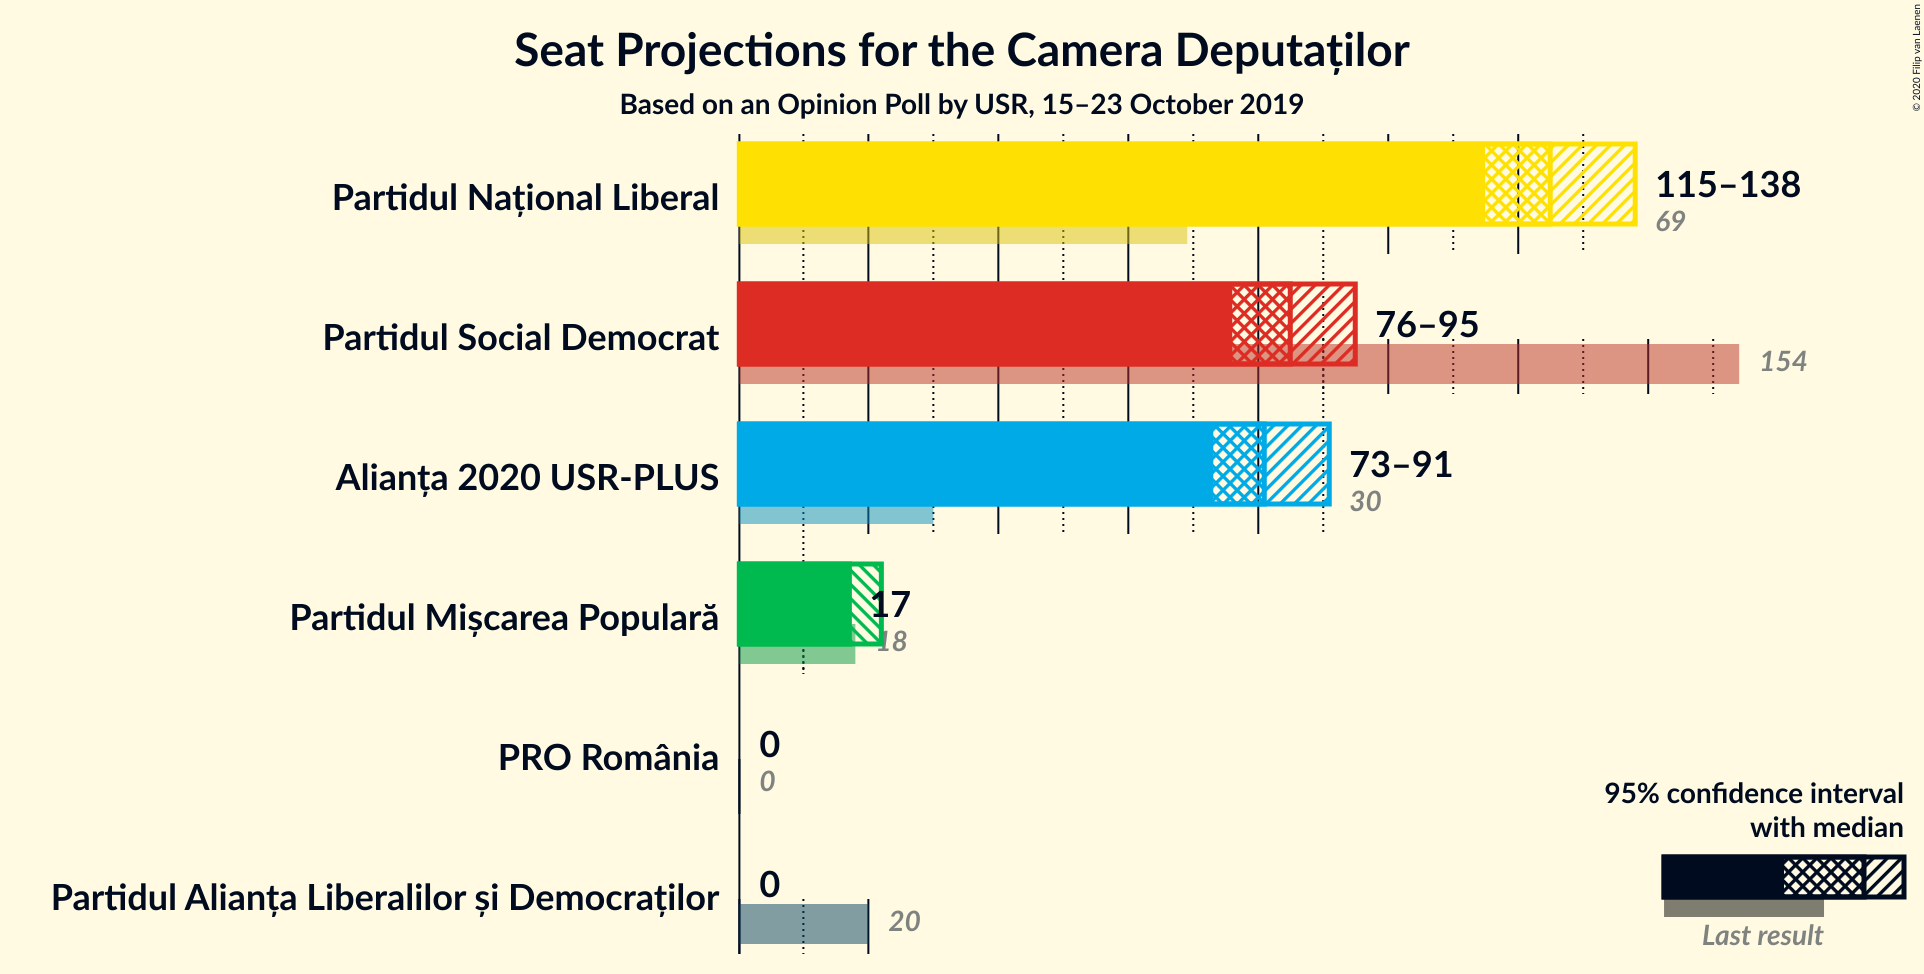 Seat Projections for the Camera Deputaților
Based on an Opinion Poll by USR, 15–23 October 2019
© 2020 Filip van Laenen
Partidul Național Liberal
115–138
69
Partidul Social Democrat
76–95
154
Alianța 2020 USR-PLUS
73–91
30
Partidul Mișcarea Populară
17
18
PRO România
0
0
Partidul Alianța Liberalilor și Democraților
0
20
95% confidence interval
with median
Last result